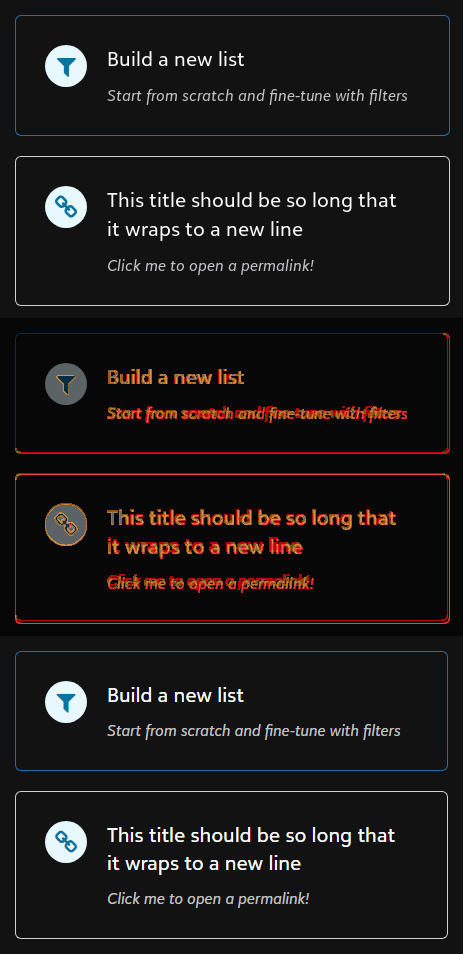 Build a new list
Start from scratch and fine-tune with filters
This title should be so long that
it wraps to a new line
Click me to open a permalink!
Build a new list
Start from scratch and fine-tune with filters
This title should be so long that
it wraps to a new line
Click me to open a permalink!
Build a new list
Start from scratch and fine-tune with filters
This title should be so long that
it wraps to a new line
Click me to open a permalink!